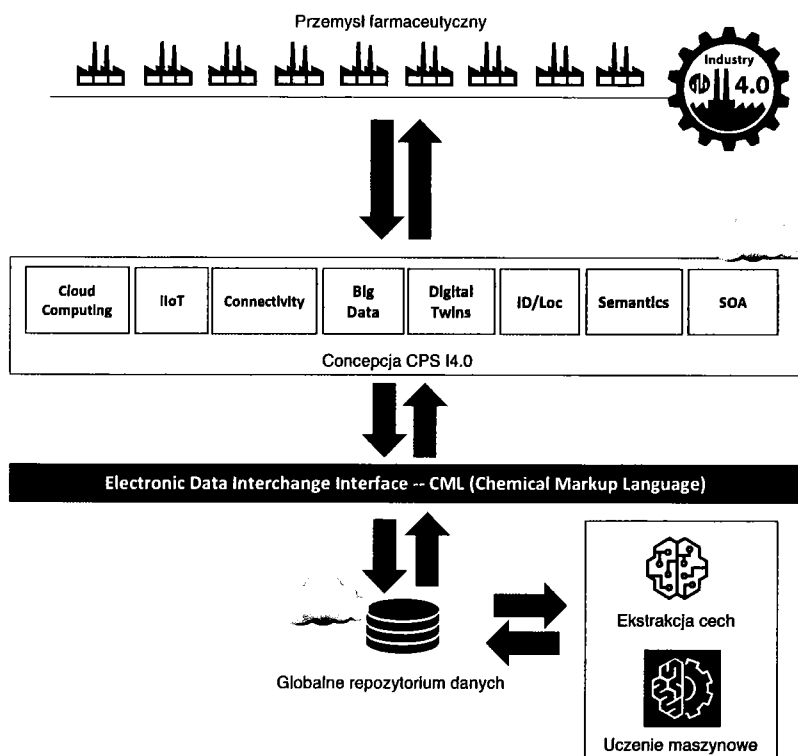 Przemysł farmaceutyczny
Industry
4.0
Cloud
Computing
IIoT
Connectivity
Big
Data
Digital
Twins
ID/Loc
Semantics
SOA
Concepcja CPS I4.0
Electronic Data Interchange Interface -- CML (Chemical Markup Language)
Ekstrakcja cech
Globalne repozytorium danych
Uczenie maszynowe